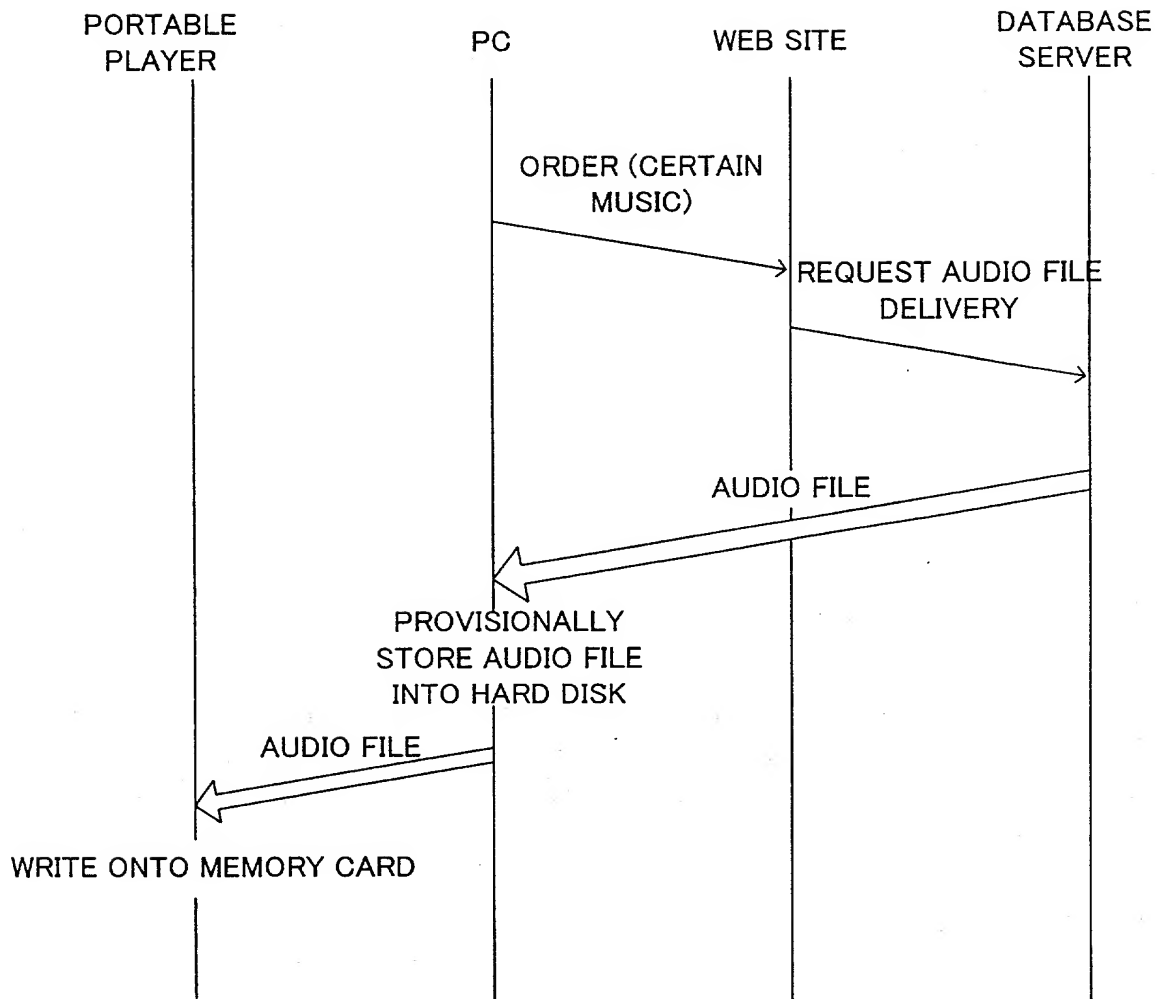 PORTABLE
PLAYER
PC
WEB SITE
DATABASE
SERVER
ORDER (CERTAIN
MUSIC)
REQUEST AUDIO FILE
DELIVERY
AUDIO FILE
PROVISIONALLY
STORE AUDIO FILE
INTO HARD DISK
AUDIO FILE
WRITE ONTO MEMORY CARD